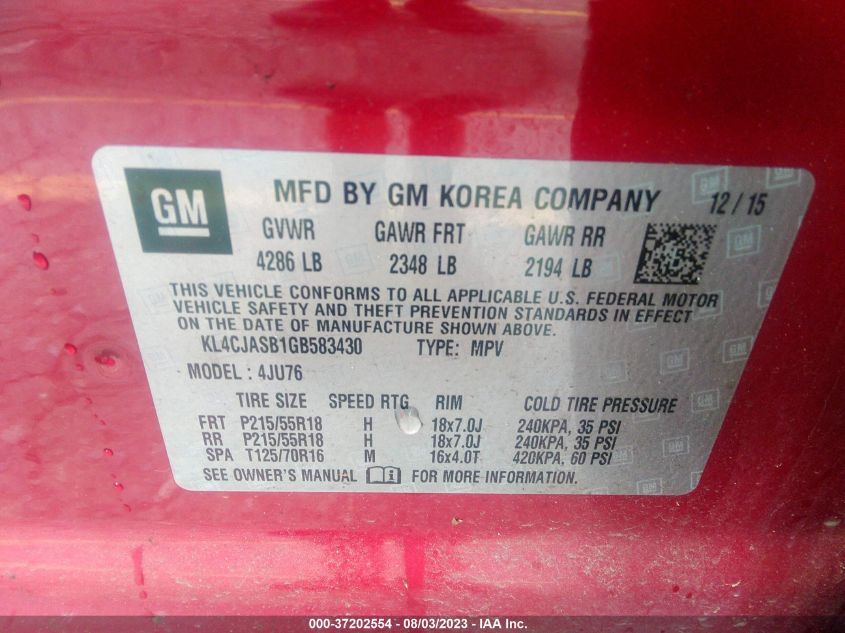 GM MFD BY GM KOREA COMPANY 12/15
GVWR GAWR FRT GAWR RR
4286 LB 2348 LB 2194 LB
THIS VEHICLE CONFORMS TO ALL APPLICABLE U.S. FEDERAL MOTOR
VEHICLE SAFETY AND THEFT PREVENTION STANDARDS IN EFFECT
ON THE DATE OF MANUFACTURE SHOWN ABOVE.
KL4CJASB1GB583430 TYPE: MPV
MODEL : 4JU76
TIRE SIZE SPEED RTG RIM COLD TIRE PRESSURE
FRT P215/55R18 H 18x7.0J 240KPA, 35 PSI
RR P215/55R18 H 18x7.0J 240KPA, 35 PSI
SPA T125/70R16 M 16x4.0T 420KPA, 60 PSI
SEE OWNER'S MANUAL FOR MORE INFORMATION.
000-37202554 - 08/03/2023 - IAA Inc.